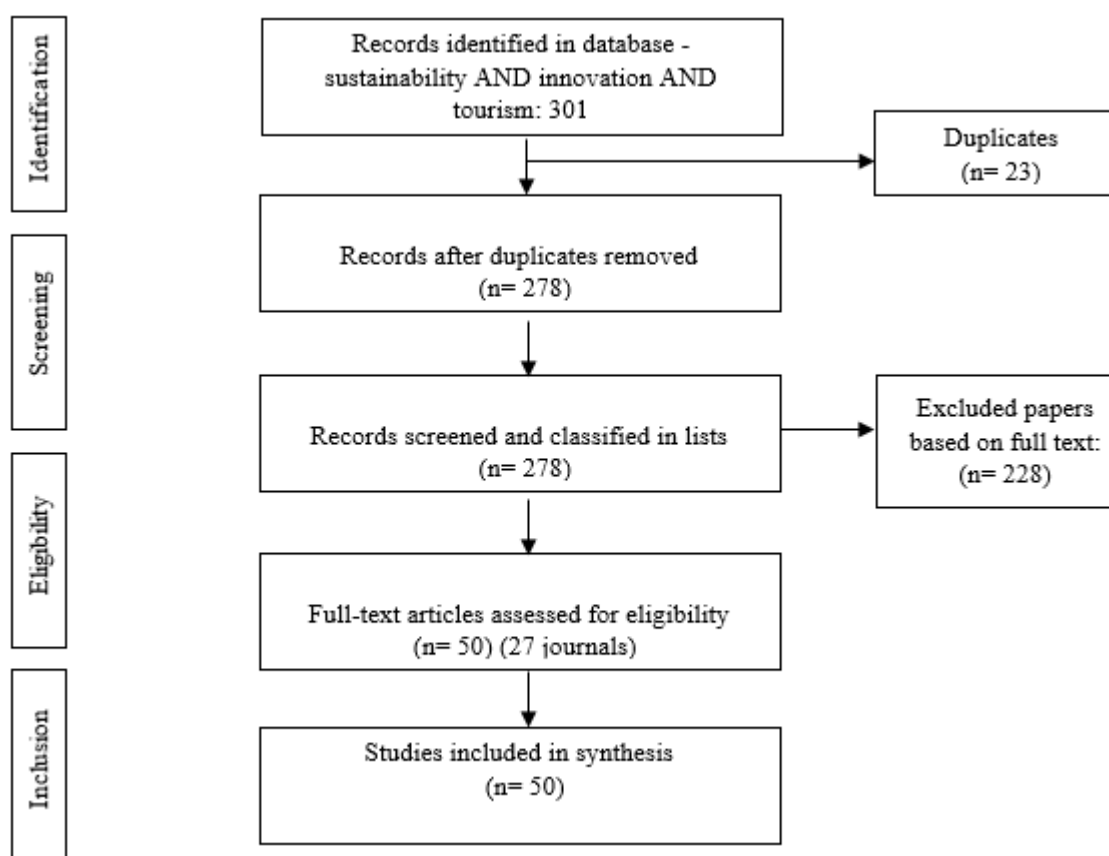 Identification
Records identified in database -
sustainability AND innovation AND
tourism: 301
Duplicates
(n= 23)
Screening
Records after duplicates removed
(n= 278)
Records screened and classified in lists
(n= 278)
Excluded papers
based on full text:
(n= 228)
Eligibility
Full-text articles assessed for eligibility
(n= 50) (27 journals)
Inclusion
Studies included in synthesis
(n= 50)